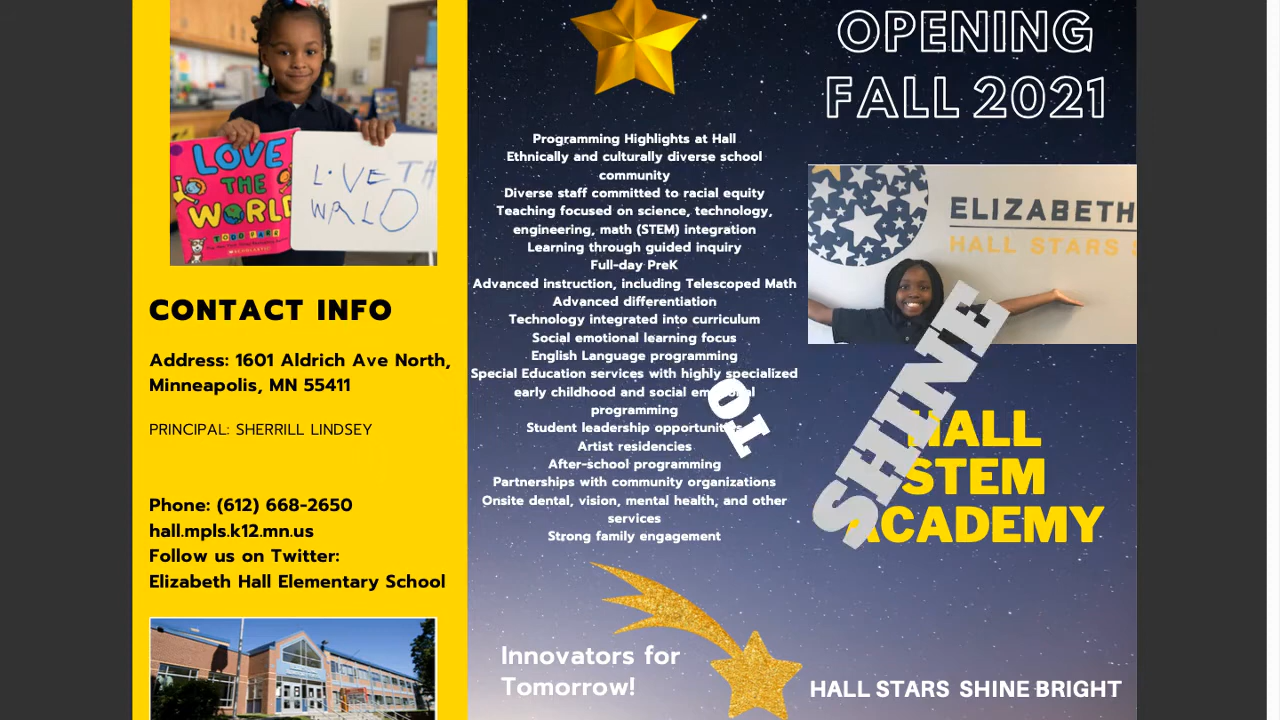 LOVE
THE
WORLD
TODD PARR
SCHOLASTIC
L.VE TH
WRLD
CONTACT INFO
Address: 1601 Aldrich Ave North,
Minneapolis, MN 55411
PRINCIPAL: SHERRILL LINDSEY
Phone: (612) 668-2650
hall.mpls.k12.mn.us
Follow us on Twitter:
Elizabeth Hall Elementary School
Programming Highlights at Hall
Ethnically and culturally diverse school
community
Diverse staff committed to racial equity
Teaching focused on science, technology,
engineering, math (STEM) integration
Learning through guided inquiry
Full-day PreK
Advanced instruction, including Telescoped Math
Advanced differentiation
Technology integrated into curriculum
Social emotional learning focus
English Language programming
Special Education services with highly specialized
early childhood and social emotional
programming
Student leadership opportunities
Artist residencies
After-school programming
Partnerships with community organizations
Onsite dental, vision, mental health, and other
services
Strong family engagement
TO
Innovators for
Tomorrow!
OPENING
FALL 2021
ELIZABETH
HALL STARS
SHINE
HALL
STEM
ACADEMY
HALL STARS SHINE BRIGHT